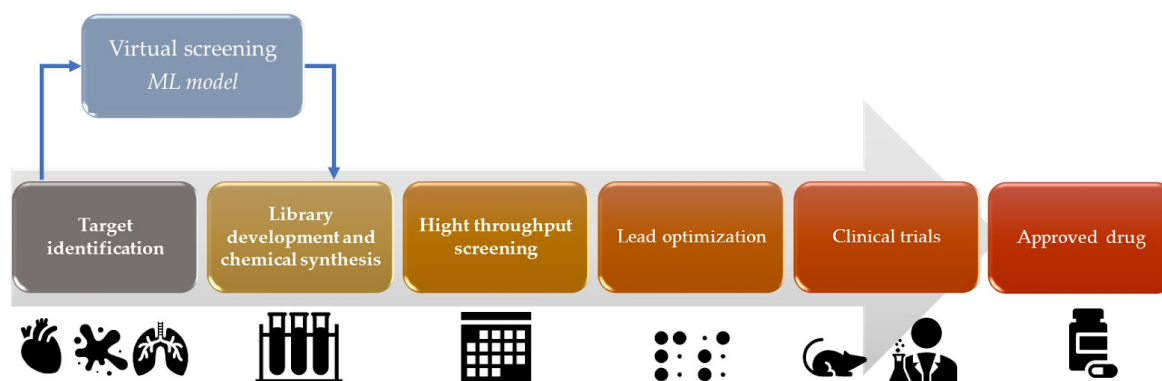 Virtual screening
ML model
Target
identification
Library
development and
chemical synthesis
Hight throughput
screening
Lead optimization
Clinical trials
Approved drug